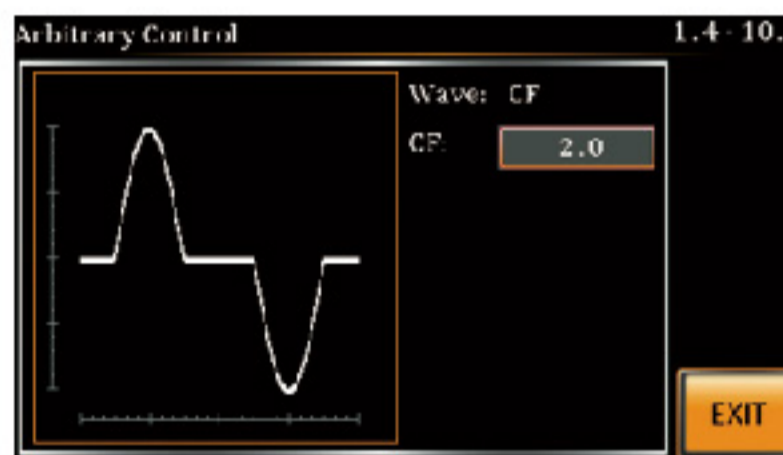 Arbitrary Control
1.4 - 10.
Wave: CF
CF: 2.0
EXIT